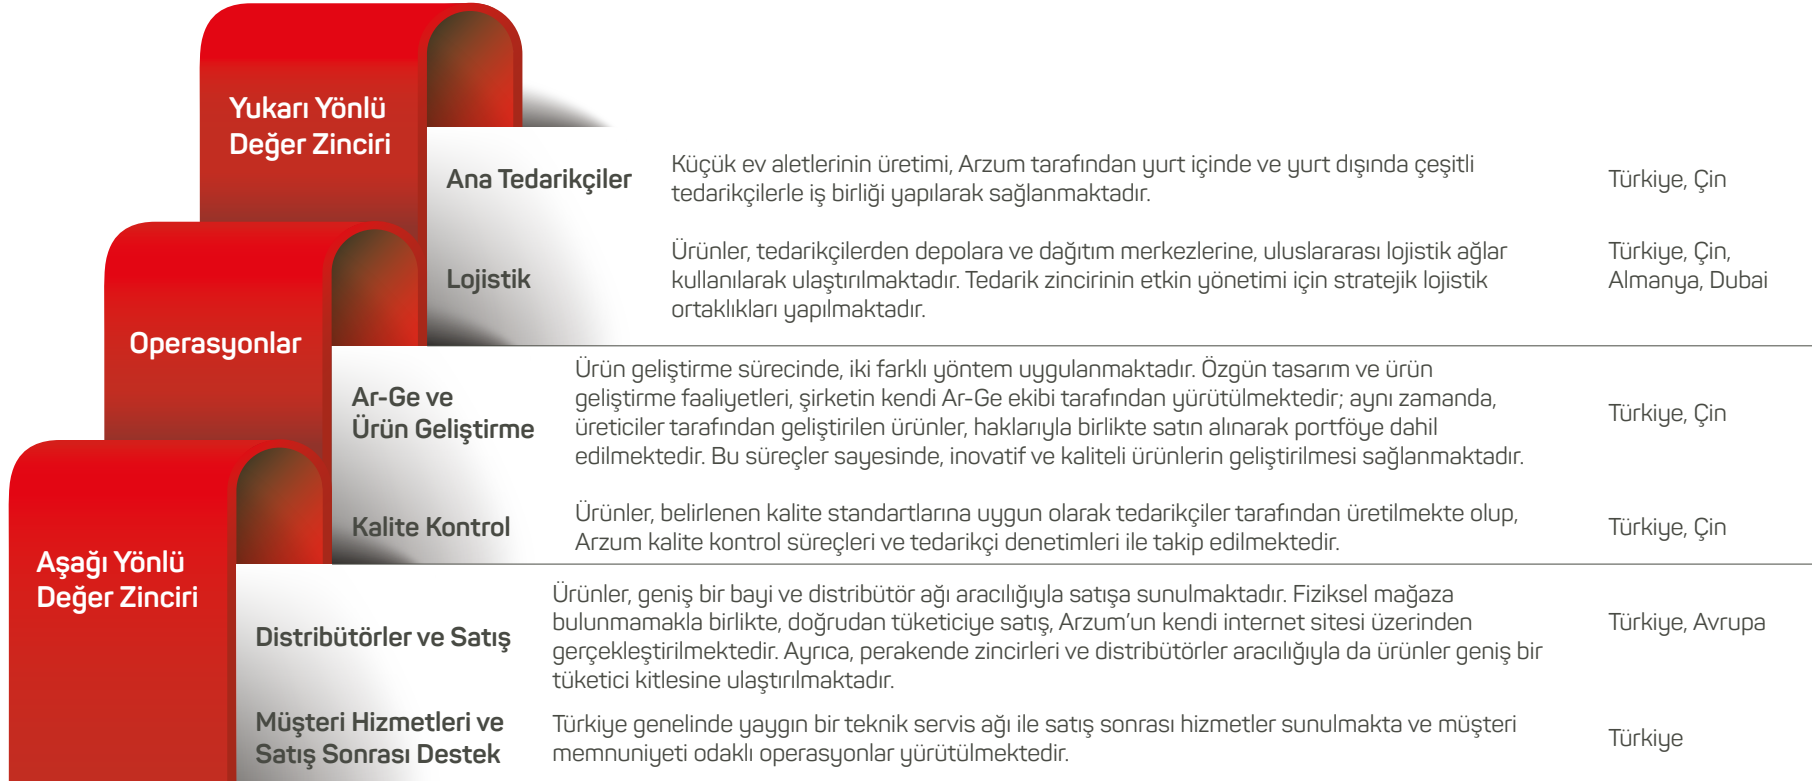 Yukarı Yönlü
Değer Zinciri
Ana Tedarikçiler
Küçük ev aletlerinin üretimi, Arzum tarafından yurt içinde ve yurt dışında çeşitli
tedarikçilerle iş birliği yapılarak sağlanmaktadır.
Türkiye, Çin
Lojistik
Ürünler, tedarikçilerden depolara ve dağıtım merkezlerine, uluslararası lojistik ağlar
kullanılarak ulaştırılmaktadır. Tedarik zincirinin etkin yönetimi için stratejik lojistik
ortaklıkları yapılmaktadır.
Türkiye, Çin,
Almanya, Dubai
Operasyonlar
Ar-Ge ve
Ürün Geliştirme
Ürün geliştirme sürecinde, iki farklı yöntem uygulanmaktadır. Özgün tasarım ve ürün
geliştirme faaliyetleri, şirketin kendi Ar-Ge ekibi tarafından yürütülmektedir; aynı zamanda,
üreticiler tarafından geliştirilen ürünler, haklarıyla birlikte satın alınarak portföye dahil
edilmektedir. Bu süreçler sayesinde, inovatif ve kaliteli ürünlerin geliştirilmesi sağlanmaktadır.
Türkiye, Çin
Kalite Kontrol
Ürünler, belirlenen kalite standartlarına uygun olarak tedarikçiler tarafından üretilmekte olup,
Arzum kalite kontrol süreçleri ve tedarikçi denetimleri ile takip edilmektedir.
Türkiye, Çin
Aşağı Yönlü
Değer Zinciri
Distribütörler ve Satış
Ürünler, geniş bir bayi ve distribütör ağı aracılığıyla satışa sunulmaktadır. Fiziksel mağaza
bulunmamakla birlikte, doğrudan tüketiciye satış, Arzum’un kendi internet sitesi üzerinden
gerçekleştirilmektedir. Ayrıca, perakende zincirleri ve distribütörler aracılığıyla da ürünler geniş bir
tüketici kitlesine ulaştırılmaktadır.
Türkiye, Avrupa
Müşteri Hizmetleri ve
Satış Sonrası Destek
Türkiye genelinde yaygın bir teknik servis ağı ile satış sonrası hizmetler sunulmakta ve müşteri
memnuniyeti odaklı operasyonlar yürütülmektedir.
Türkiye